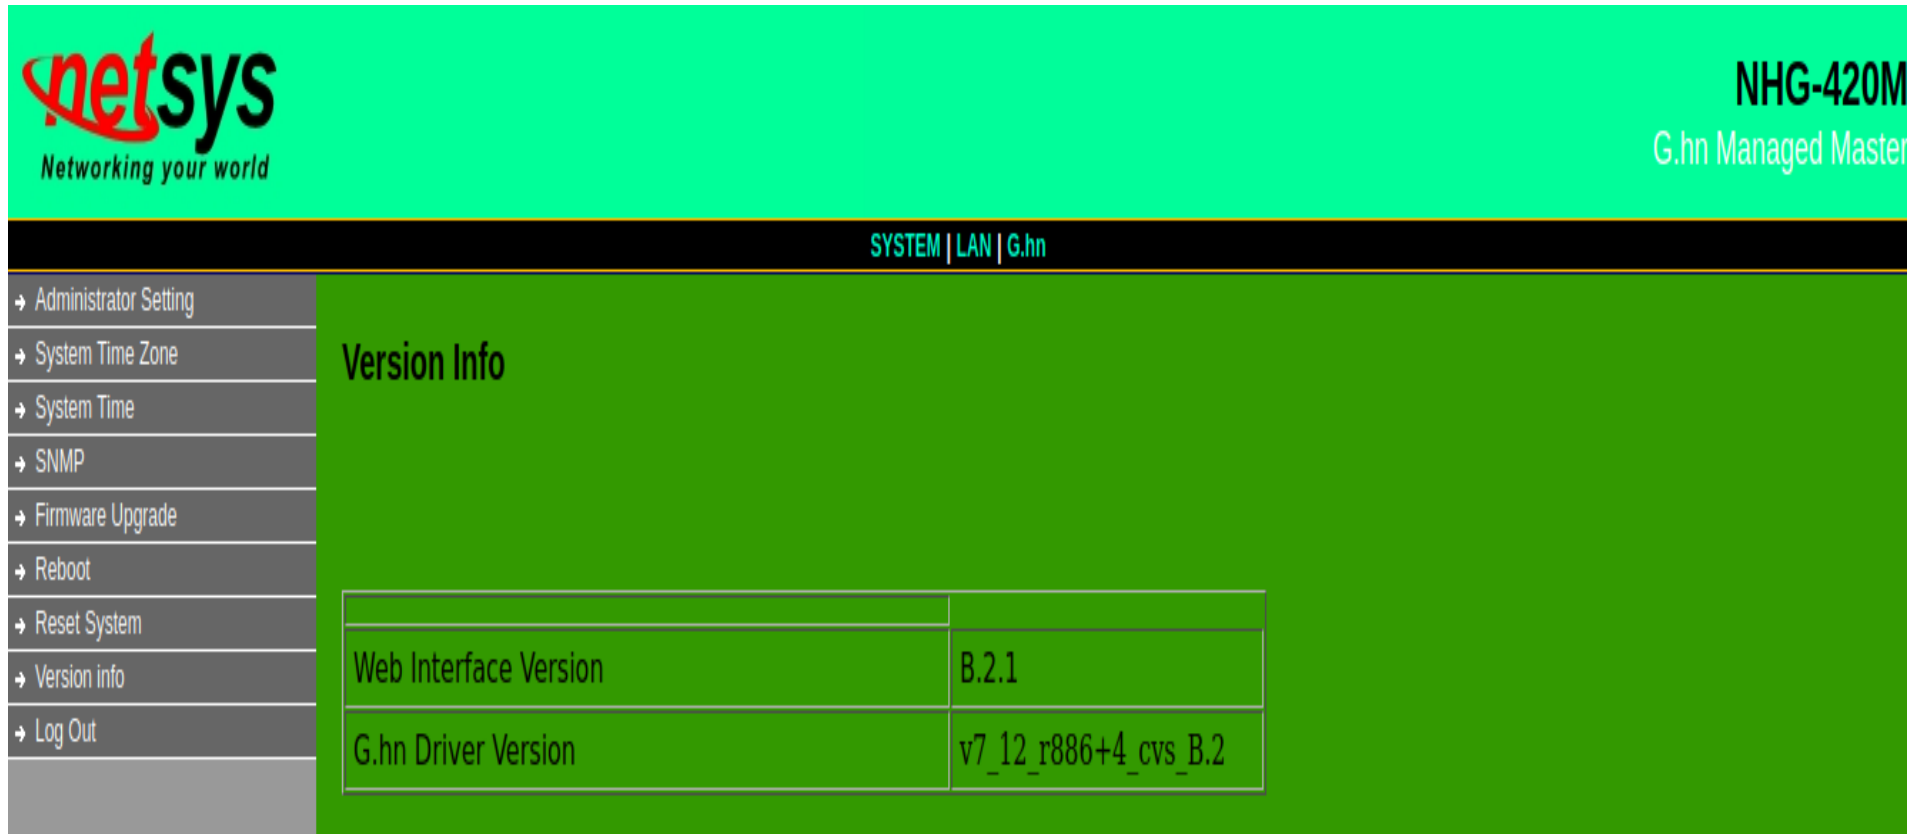 netsys
Networking your world
NHG-420M
G.hn Managed Master
SYSTEM | LAN | G.hn
Administrator Setting
System Time Zone
System Time
SNMP
Firmware Upgrade
Reboot
Reset System
Version info
Log Out
Version Info
Web Interface Version B.2.1
G.hn Driver Version v7_12_r886+4_cvs_B.2